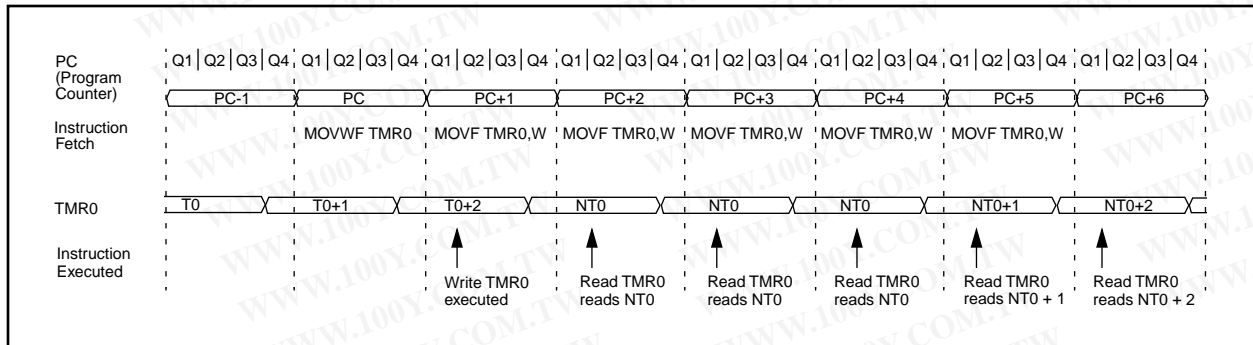 PC
(Program
Counter)
Q1 Q2 Q3 Q4 Q1 Q2 Q3 Q4 Q1 Q2 Q3 Q4 Q1 Q2 Q3 Q4 Q1 Q2 Q3 Q4 Q1 Q2 Q3 Q4 Q1 Q2 Q3 Q4 Q1 Q2 Q3 Q4
PC-1 PC PC+1 PC+2 PC+3 PC+4 PC+5 PC+6
Instruction
Fetch
MOVWF TMR0 MOVF TMR0,W MOVF TMR0,W MOVF TMR0,W MOVF TMR0,W MOVF TMR0,W
TMR0
T0 T0+1 T0+2 NT0 NT0 NT0 NT0+1 NT0+2
Instruction
Executed
Write TMR0
executed
Read TMR0
reads NT0
Read TMR0
reads NT0
Read TMR0
reads NT0
Read TMR0
reads NT0 + 1
Read TMR0
reads NT0 + 2
WWW.100Y.COM.TW